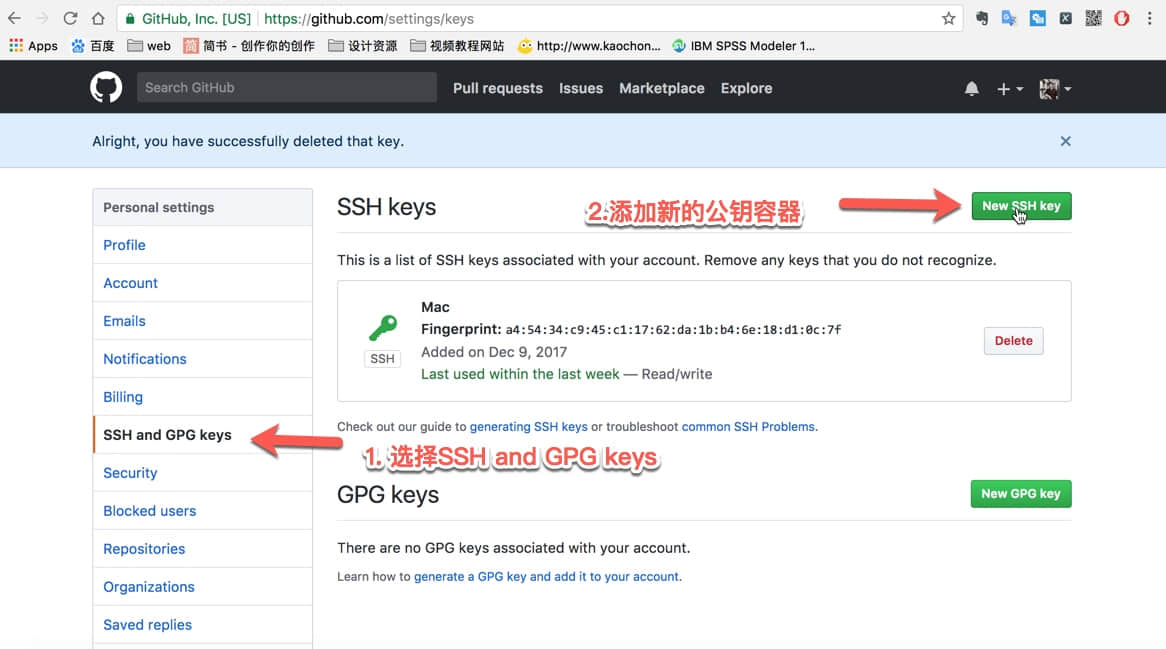 GitHub, Inc. [US] https://github.com/settings/keys
Apps 百度 web 简 简书 - 创作你的创作 设计资源 视频教程网站 http://www.kaochon... IBM SPSS Modeler 1...
Search GitHub Pull requests Issues Marketplace Explore
Alright, you have successfully deleted that key.
Personal settings
Profile
Account
Emails
Notifications
Billing
SSH and GPG keys
Security
Blocked users
Repositories
Organizations
Saved replies
SSH keys
2.添加新的公钥容器
New SSH key
This is a list of SSH keys associated with your account. Remove any keys that you do not recognize.
SSH
Mac
Fingerprint: a4:54:34:c9:45:c1:17:62:da:1b:b4:6e:18:d1:0c:7f
Added on Dec 9, 2017
Last used within the last week — Read/write
Delete
Check out our guide to generating SSH keys or troubleshoot common SSH Problems.
1. 选择SSH and GPG keys
GPG keys
New GPG key
There are no GPG keys associated with your account.
Learn how to generate a GPG key and add it to your account.